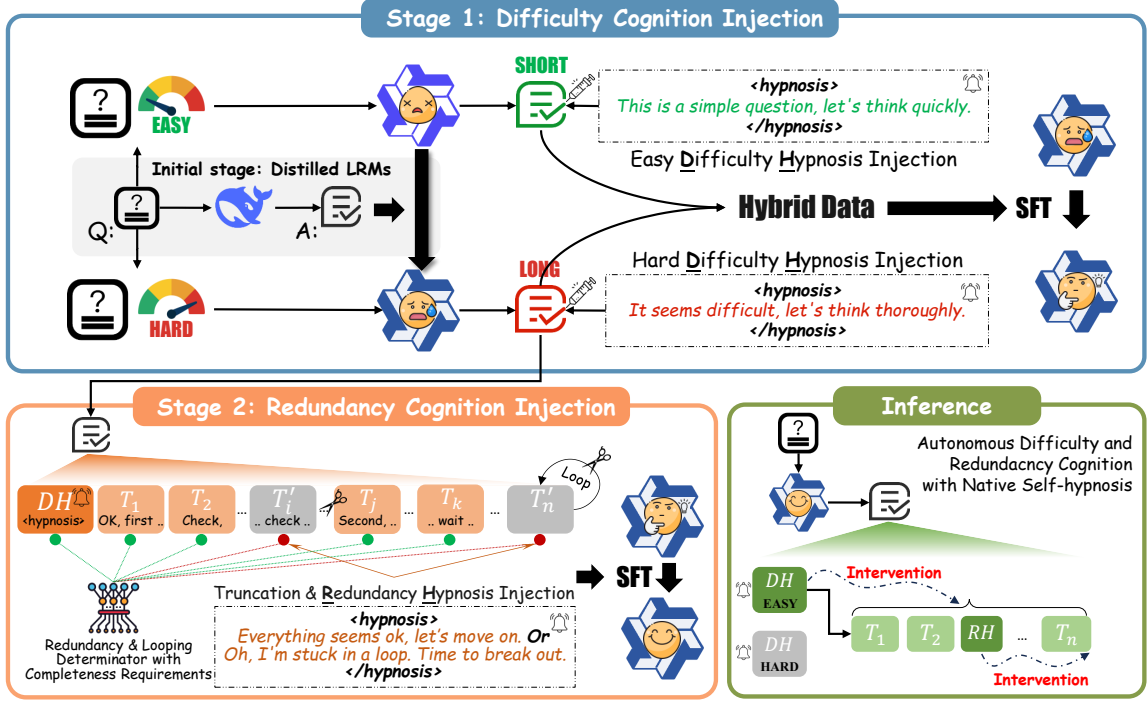 Stage 1: Difficulty Cognition Injection
?
EASY
SHORT
<hypnosis>
This is a simple question, let's think quickly.
</hypnosis>
Easy Difficulty Hypnosis Injection
Initial stage: Distilled LRMs
?
Q:
A:
Hybrid Data
SFT
Hard Difficulty Hypnosis Injection
?
HARD
LONG
<hypnosis>
It seems difficult, let's think thoroughly.
</hypnosis>
Stage 2: Redundancy Cognition Injection
Loop
DH
<hypnosis>
T1
OK, first ..
T2
Check,
...
T'i
.. check ..
Tj
Second, ..
...
Tk
.. wait ..
...
T'n
Redundancy & Looping
Determinator with
Completeness Requirements
Truncation & Redundancy Hypnosis Injection
<hypnosis>
Everything seems ok, let's move on. Or
Oh, I'm stuck in a loop. Time to break out.
</hypnosis>
SFT
Inference
?
Autonomous Difficulty and
Redundacncy Cognition
with Native Self-hypnosis
DH
EASY
Intervention
T1
T2
RH
...
Tn
DH
HARD
Intervention